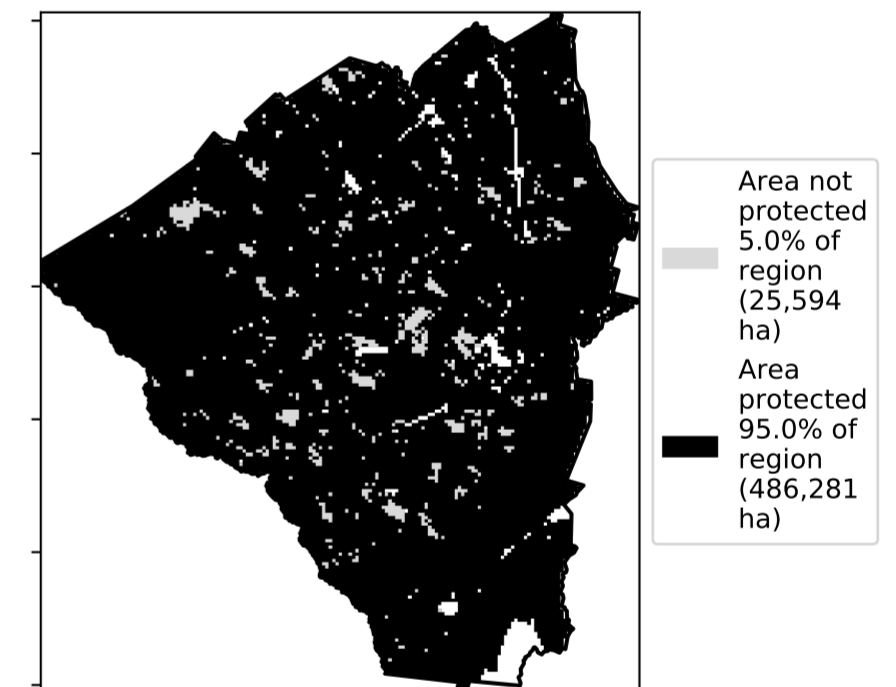 Area not
protected
5.0% of
region
(25,594
ha)
Area
protected
95.0% of
region
(486,281
ha)